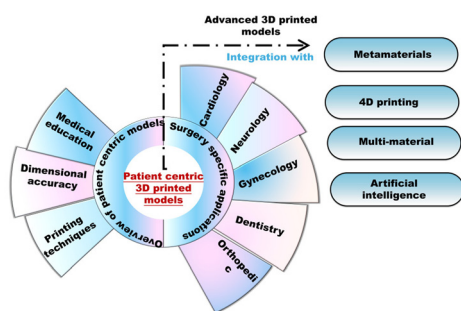 Advanced 3D printed
models
Integration with
Metamaterials
4D printing
Multi-material
Artificial
intelligence
Medical
education
Dimensional
accuracy
Printing
techniques
Overview of patient centric models
Patient centric
3D printed
models
Surgery specific applications
Cardiology
Neurology
Gynecology
Dentistry
Orthopedi
c